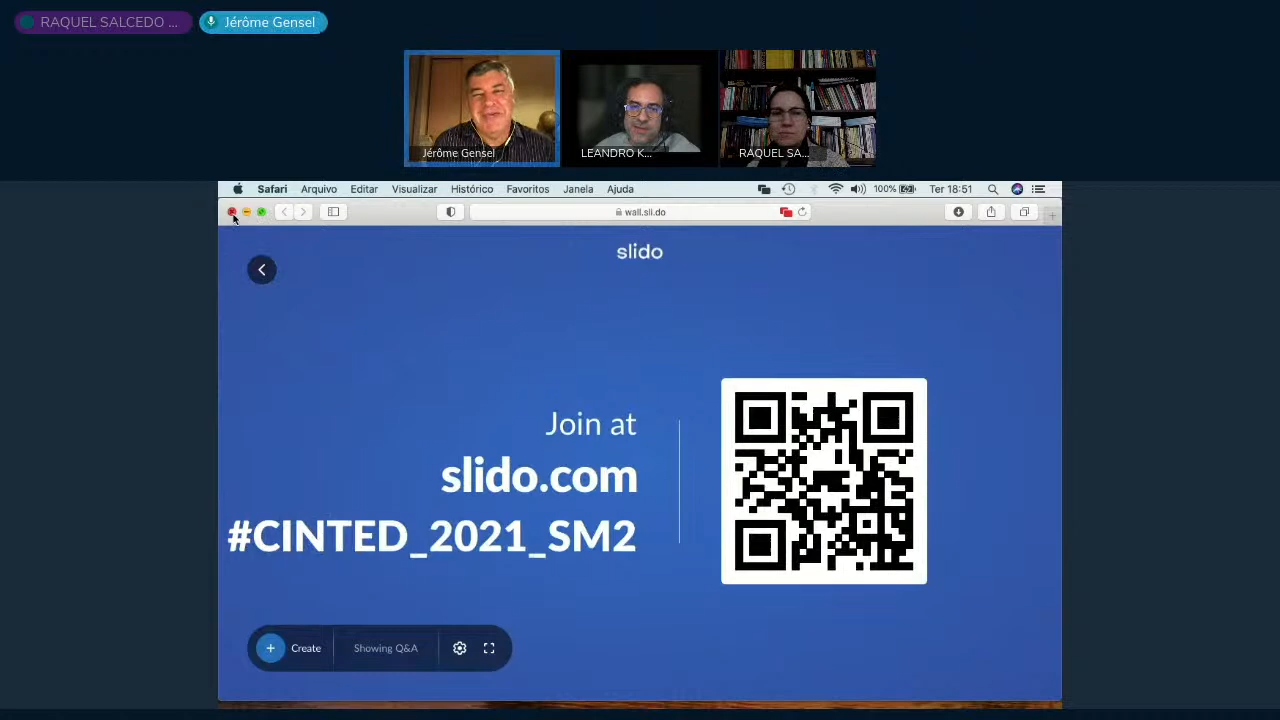 RAQUEL SALCEDO ...
Jérôme Gensel
Jérôme Gensel
LEANDRO K...
RAQUEL SA...
Safari Arquivo Editar Visualizar Histórico Favoritos Janela Ajuda 100% Ter 18:51
wall.sli.do
slido
Join at
slido.com
#CINTED_2021_SM2
Create Showing Q&A